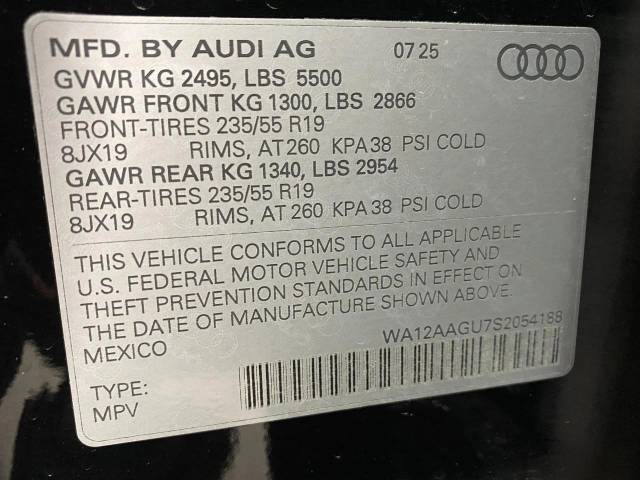 MFD. BY AUDI AG 07 25
GVWR KG 2495, LBS 5500
GAWR FRONT KG 1300, LBS 2866
FRONT-TIRES 235/55 R19
8JX19 RIMS, AT 260 KPA 38 PSI COLD
GAWR REAR KG 1340, LBS 2954
REAR-TIRES 235/55 R19
8JX19 RIMS, AT 260 KPA 38 PSI COLD
THIS VEHICLE CONFORMS TO ALL APPLICABLE
U.S. FEDERAL MOTOR VEHICLE SAFETY AND
THEFT PREVENTION STANDARDS IN EFFECT ON
THE DATE OF MANUFACTURE SHOWN ABOVE
MEXICO WA12AAGU7S2054188
TYPE:
MPV